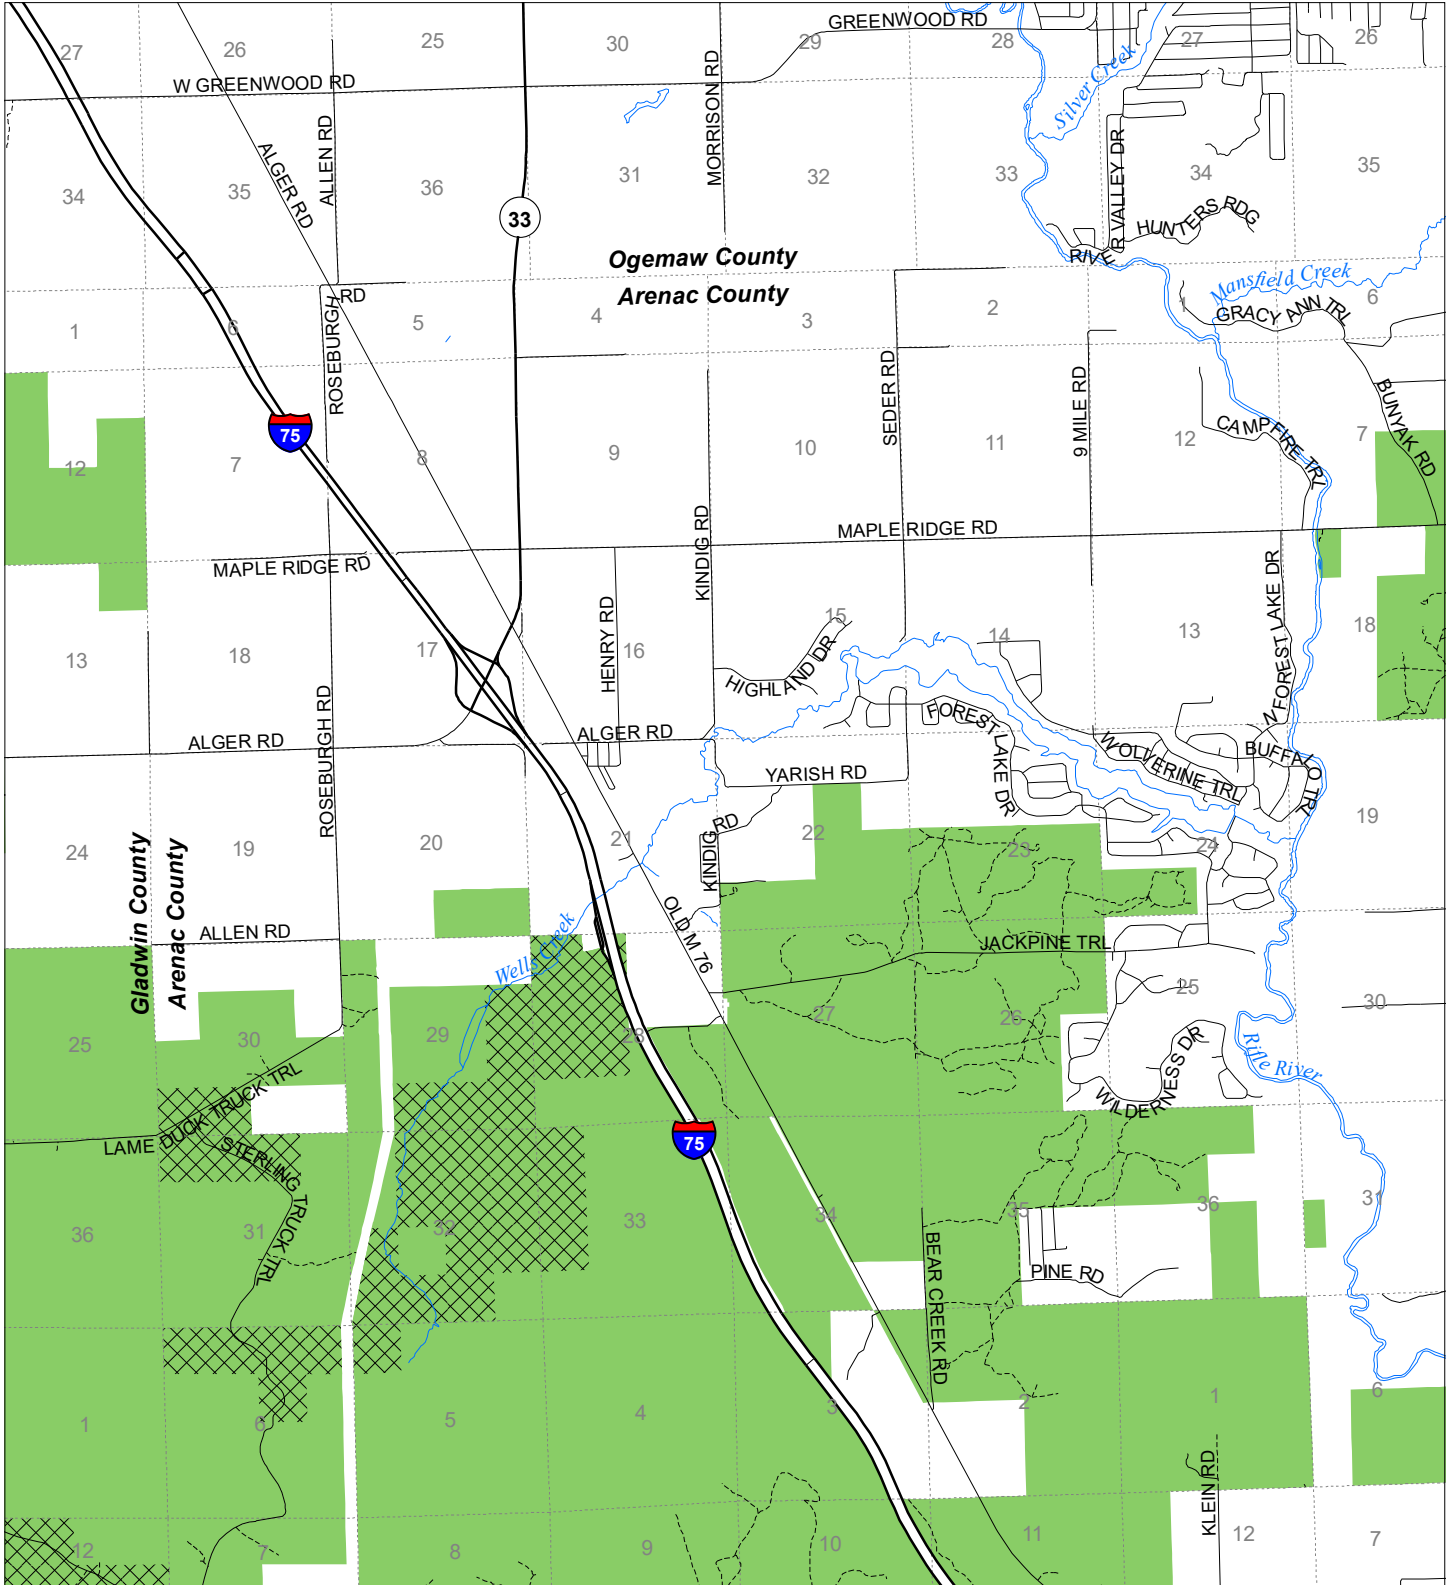 GREENWOOD RD
27
26
25
30
29
28
27
26
W GREENWOOD RD
MORRISON RD
Silver Creek
ALLEN RD
ALGER RD
34
35
36
31
32
33
34
35
R VALLEY DR
HUNTERS RDG
33
RIVE
Ogemaw County
Arenac County
Mansfield Creek
RD
ROSEBURGH
1
6
5
4
3
2
1
6
GRACY ANN TRL
SEDER RD
9 MILE RD
BUNYAK RD
CAMPFIRE TRL
75
12
7
8
9
10
11
12
7
KINDIG RD
MAPLE RIDGE RD
MAPLE RIDGE RD
HENRY RD
N FOREST LAKE DR
13
18
17
16
15
14
13
18
HIGHLAND DR
ROSEBURGH RD
FOREST LAKE DR
ALGER RD
ALGER RD
WOLVERINE TRL
BUFFALO TRL
YARISH RD
KINDIG RD
24
19
20
21
22
23
24
19
Gladwin County
Arenac County
ALLEN RD
OLD M 76
Wells Creek
JACKPINE TRL
25
30
29
28
27
26
25
30
WILDERNESS DR
Rifle River
LAME DUCK TRUCK TRL
STERLING TRUCK TRL
75
36
31
32
33
34
35
36
31
BEAR CREEK RD
PINE RD
1
6
5
4
3
2
1
6
KLEIN RD
12
7
8
9
10
11
12
7